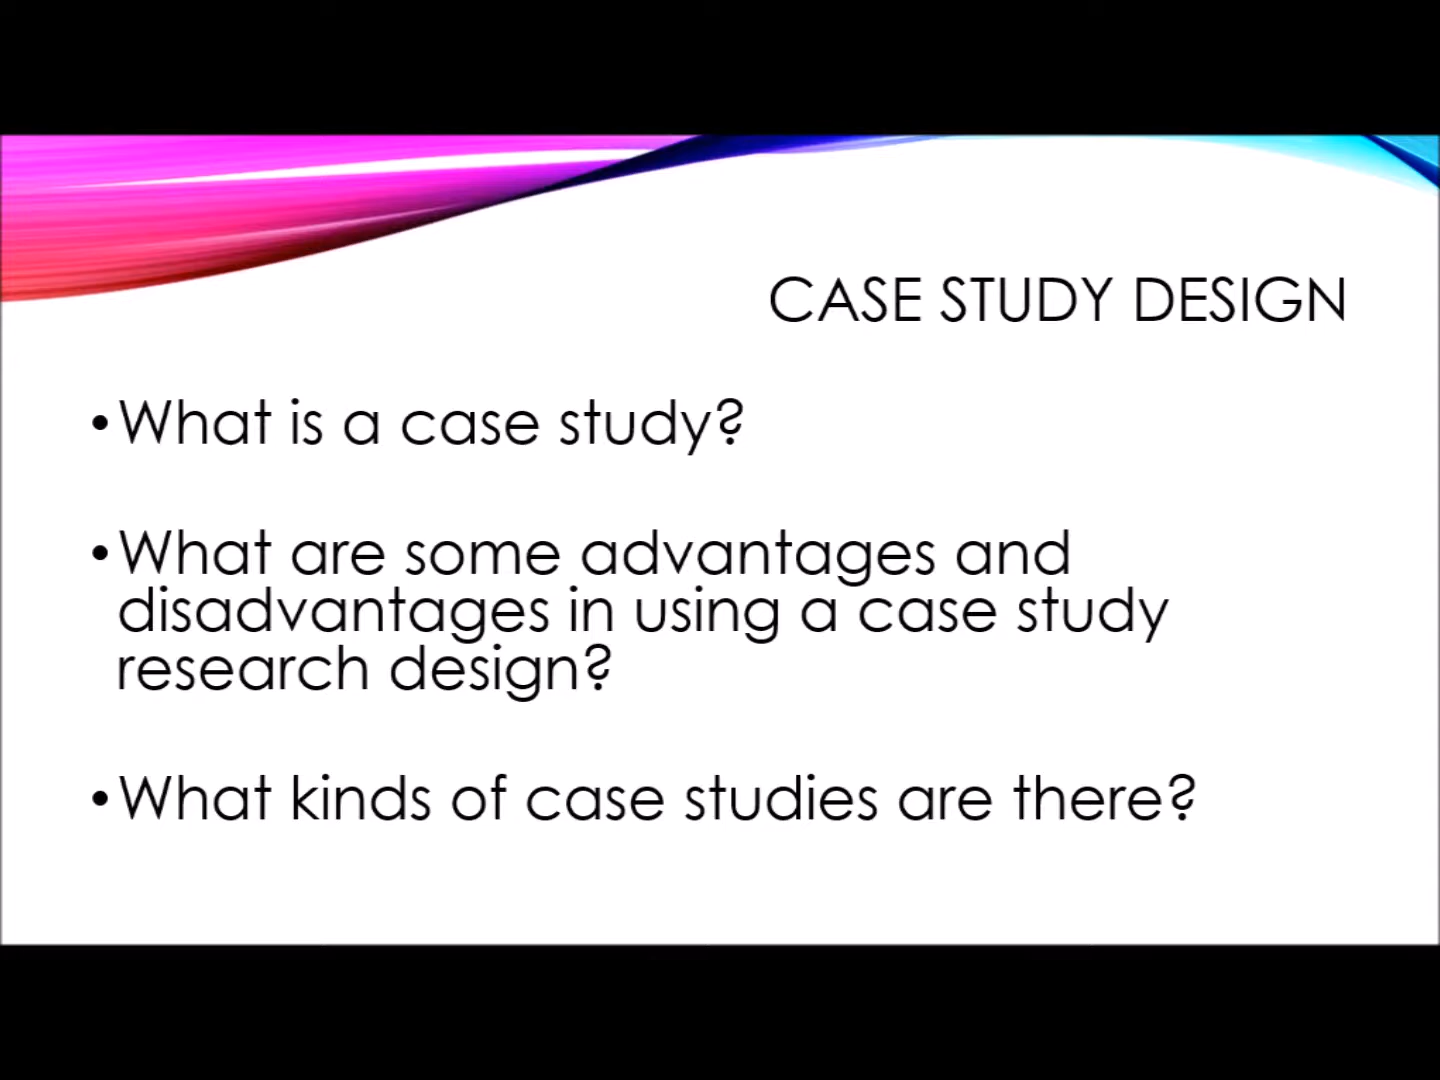 CASE STUDY DESIGN
•What is a case study?
•What are some advantages and
disadvantages in using a case study
research design?
•What kinds of case studies are there?